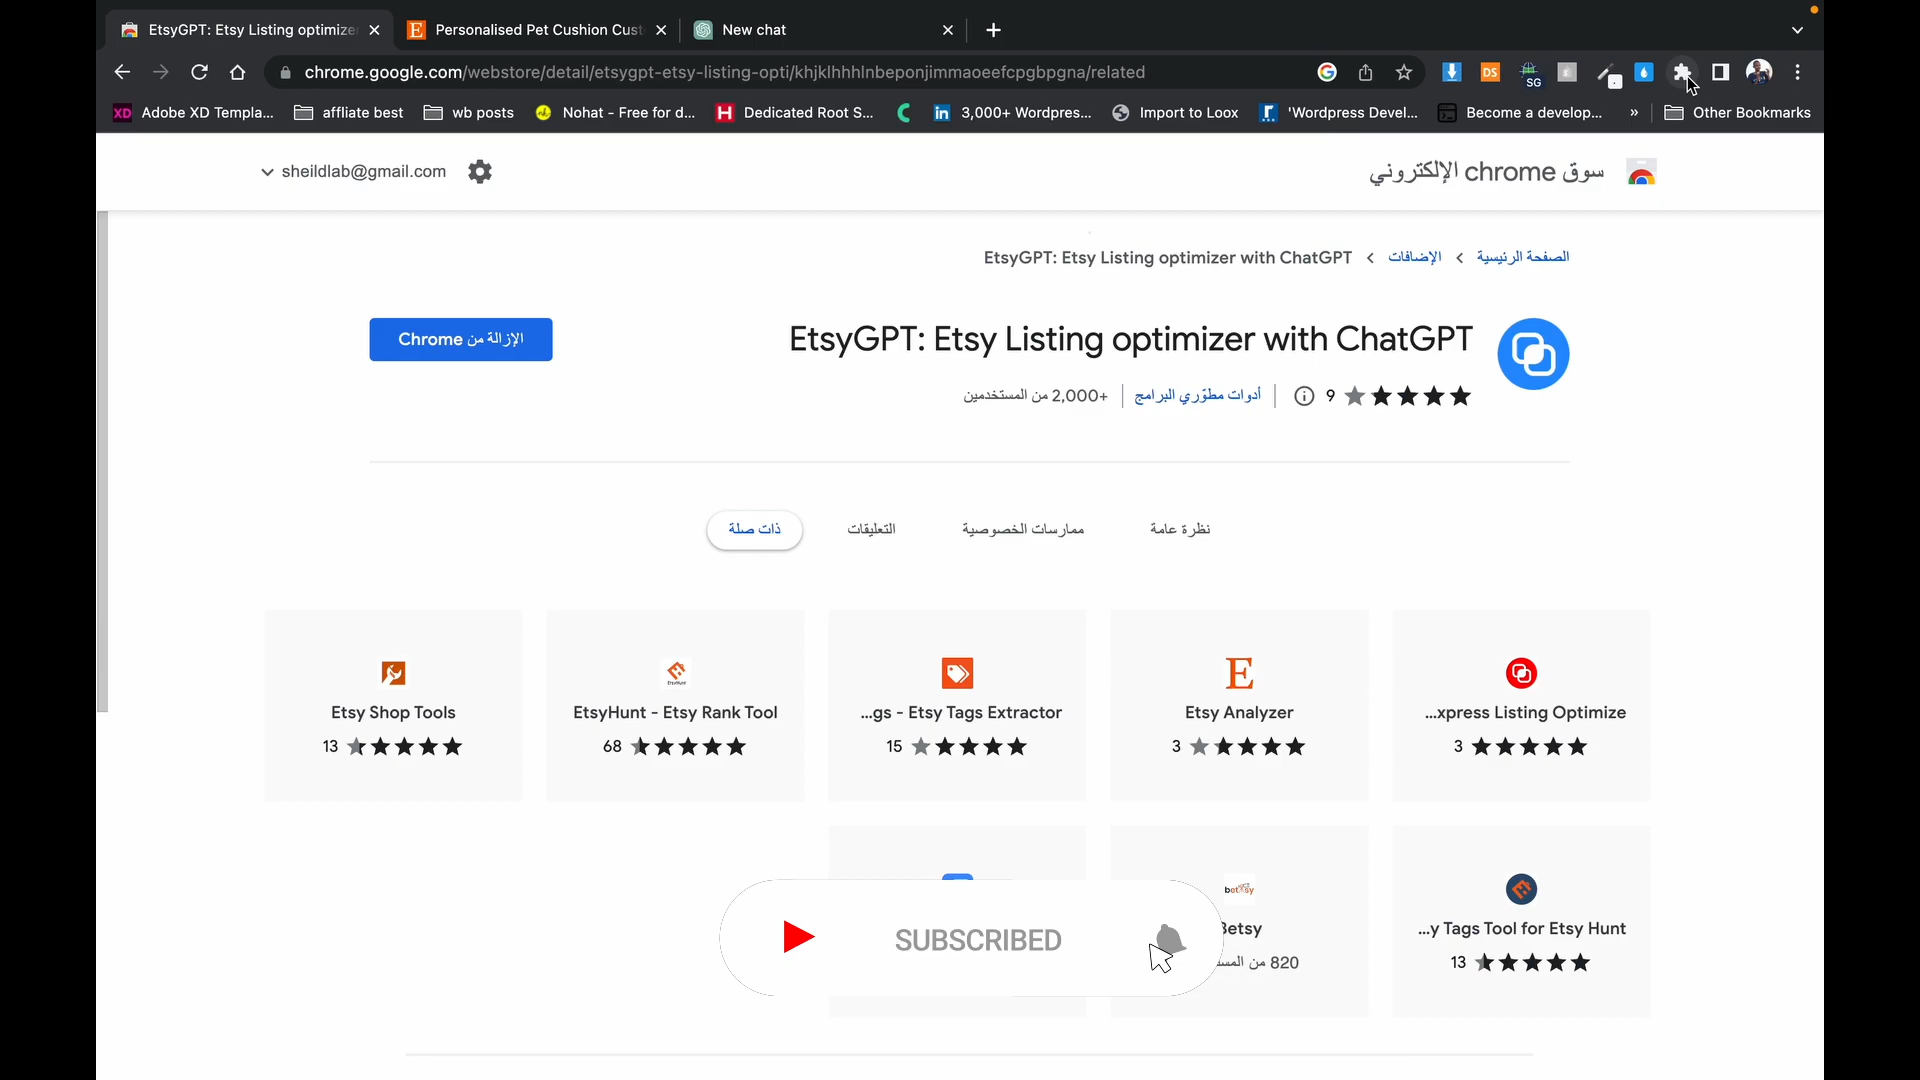 EtsyGPT: Etsy Listing optimize
Personalised Pet Cushion Cus
New chat
chrome.google.com/webstore/detail/etsygpt-etsy-listing-opti/khjklhhhlnbeponjimmaoeefcpgbpgna/related
DS
SG
XD
Adobe XD Templa...
affliate best
wb posts
Nohat - Free for d...
Dedicated Root S...
3,000+ Wordpres...
Import to Loox
'Wordpress Devel...
Become a develop...
»
Other Bookmarks
sheildlab@gmail.com
سوق chrome الإلكتروني
الصفحة الرئيسية
الإضافات
EtsyGPT: Etsy Listing optimizer with ChatGPT
الإزالة من Chrome
EtsyGPT: Etsy Listing optimizer with ChatGPT
9
أدوات مطوّري البرامج
+2,000 من المستخدمين
نظرة عامة
ممارسات الخصوصية
التعليقات
ذات صلة
Etsy Shop Tools
13
EtsyHunt - Etsy Rank Tool
68
...gs - Etsy Tags Extractor
15
E
Etsy Analyzer
3
...xpress Listing Optimize
3
SUBSCRIBED
betsy
Betsy
820 من المس
...y Tags Tool for Etsy Hunt
13